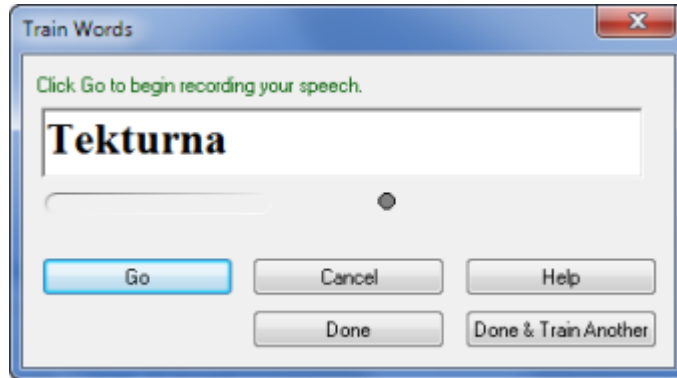 Train Words
Click Go to begin recording your speech.
Tekturna
Go Cancel Help
Done Done & Train Another